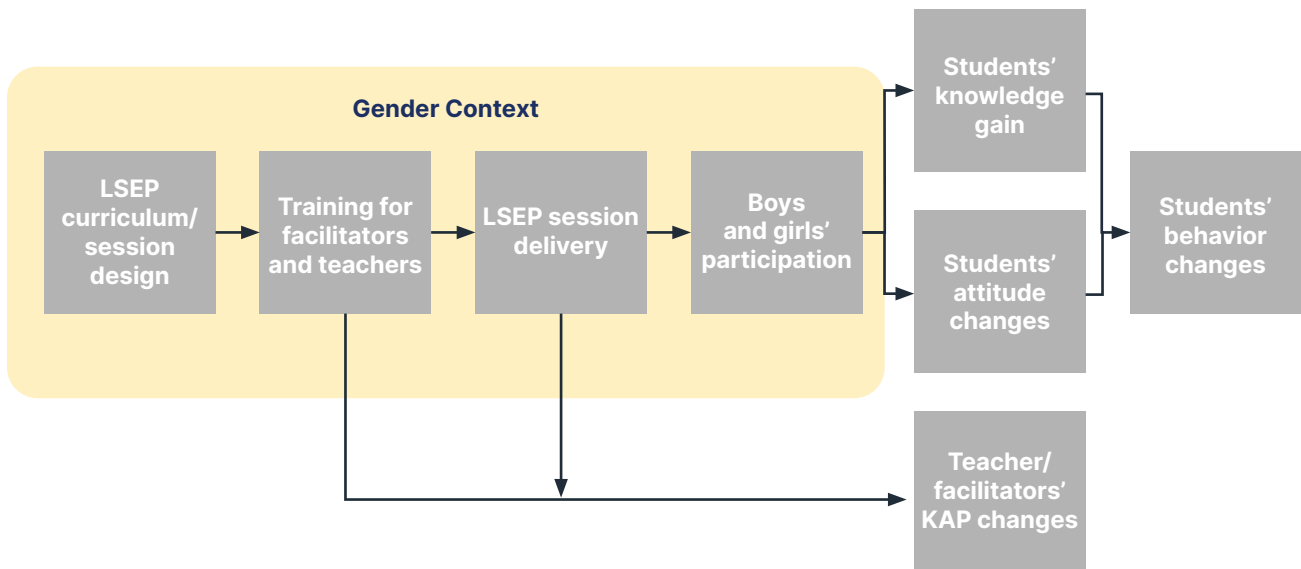 Gender Context
LSEP
curriculum/
session
design
Training for
facilitators
and teachers
LSEP session
delivery
Boys
and girls’
participation
Students’
knowledge
gain
Students’
attitude
changes
Students’
behavior
changes
Teacher/
facilitators’
KAP changes